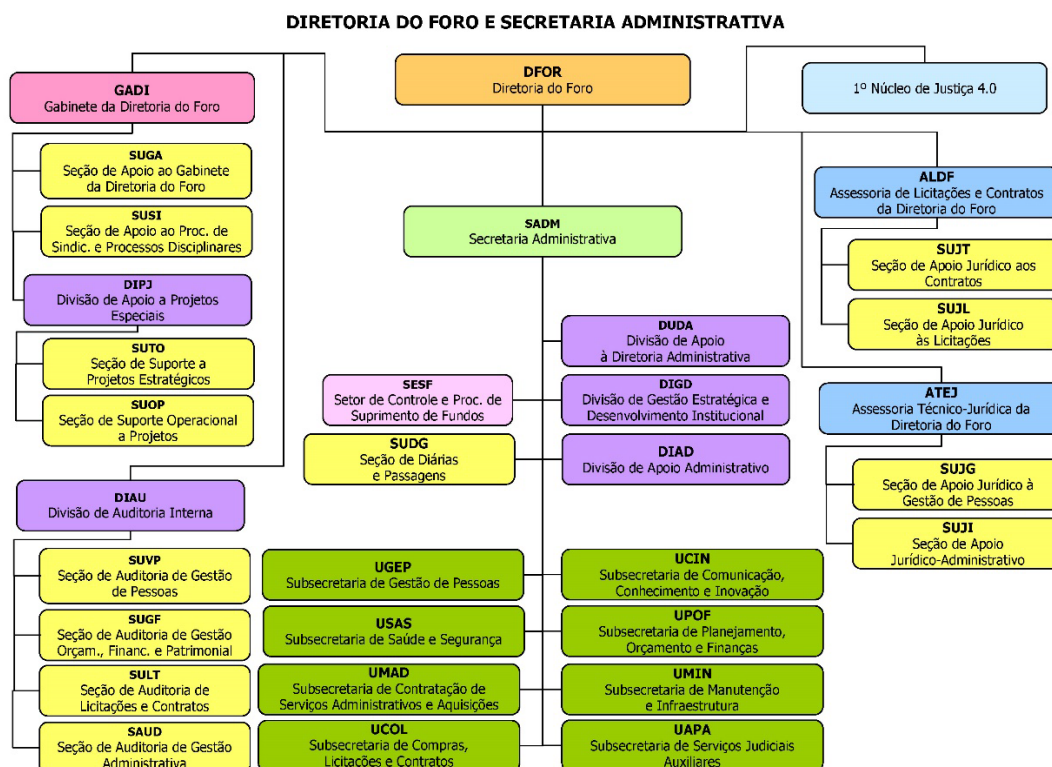 DIRETORIA DO FORO E SECRETARIA ADMINISTRATIVA
DFOR
Diretoria do Foro
GADI
Gabinete da Diretoria do Foro
1º Núcleo de Justiça 4.0
SUGA
Seção de Apoio ao Gabinete
da Diretoria do Foro
SUSI
Seção de Apoio ao Proc. de
Sindic. e Processos Disciplinares
DIPJ
Divisão de Apoio a Projetos
Especiais
SUTO
Seção de Suporte a
Projetos Estratégicos
SUOP
Seção de Suporte Operacional
a Projetos
DIAU
Divisão de Auditoria Interna
SUVP
Seção de Auditoria de Gestão
de Pessoas
SUGF
Seção de Auditoria de Gestão
Orçam., Financ. e Patrimonial
SULT
Seção de Auditoria de
Licitações e Contratos
SAUD
Seção de Auditoria de Gestão
Administrativa
SADM
Secretaria Administrativa
DUDA
Divisão de Apoio
à Diretoria Administrativa
SESF
Setor de Controle e Proc. de
Suprimento de Fundos
DIGD
Divisão de Gestão Estratégica e
Desenvolvimento Institucional
SUDG
Seção de Diárias
e Passagens
DIAD
Divisão de Apoio Administrativo
UGEP
Subsecretaria de Gestão de Pessoas
UCIN
Subsecretaria de Comunicação,
Conhecimento e Inovação
USAS
Subsecretaria de Saúde e Segurança
UPOF
Subsecretaria de Planejamento,
Orçamento e Finanças
UMAD
Subsecretaria de Contratação de
Serviços Administrativos e Aquisições
UMIN
Subsecretaria de Manutenção
e Infraestrutura
UCOL
Subsecretaria de Compras,
Licitações e Contratos
UAPA
Subsecretaria de Serviços Judiciais
Auxiliares
ALDF
Assessoria de Licitações e Contratos
da Diretoria do Foro
SUJT
Seção de Apoio Jurídico aos
Contratos
SUJL
Seção de Apoio Jurídico
às Licitações
ATEJ
Assessoria Técnico-Jurídica da
Diretoria do Foro
SUJG
Seção de Apoio Jurídico à
Gestão de Pessoas
SUJI
Seção de Apoio
Jurídico-Administrativo